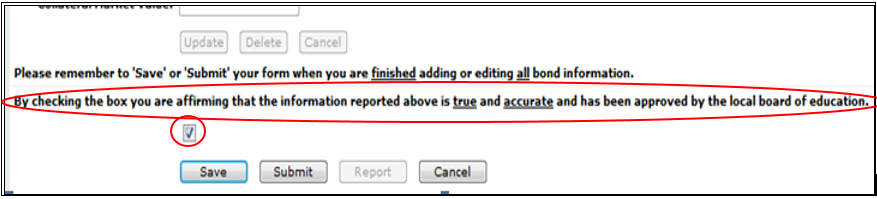 Collateral Market Value:
Update Delete Cancel
Please remember to 'Save' or 'Submit' your form when you are finished adding or editing all bond information.
By checking the box you are affirming that the information reported above is true and accurate and has been approved by the local board of education.
Save Submit Report Cancel